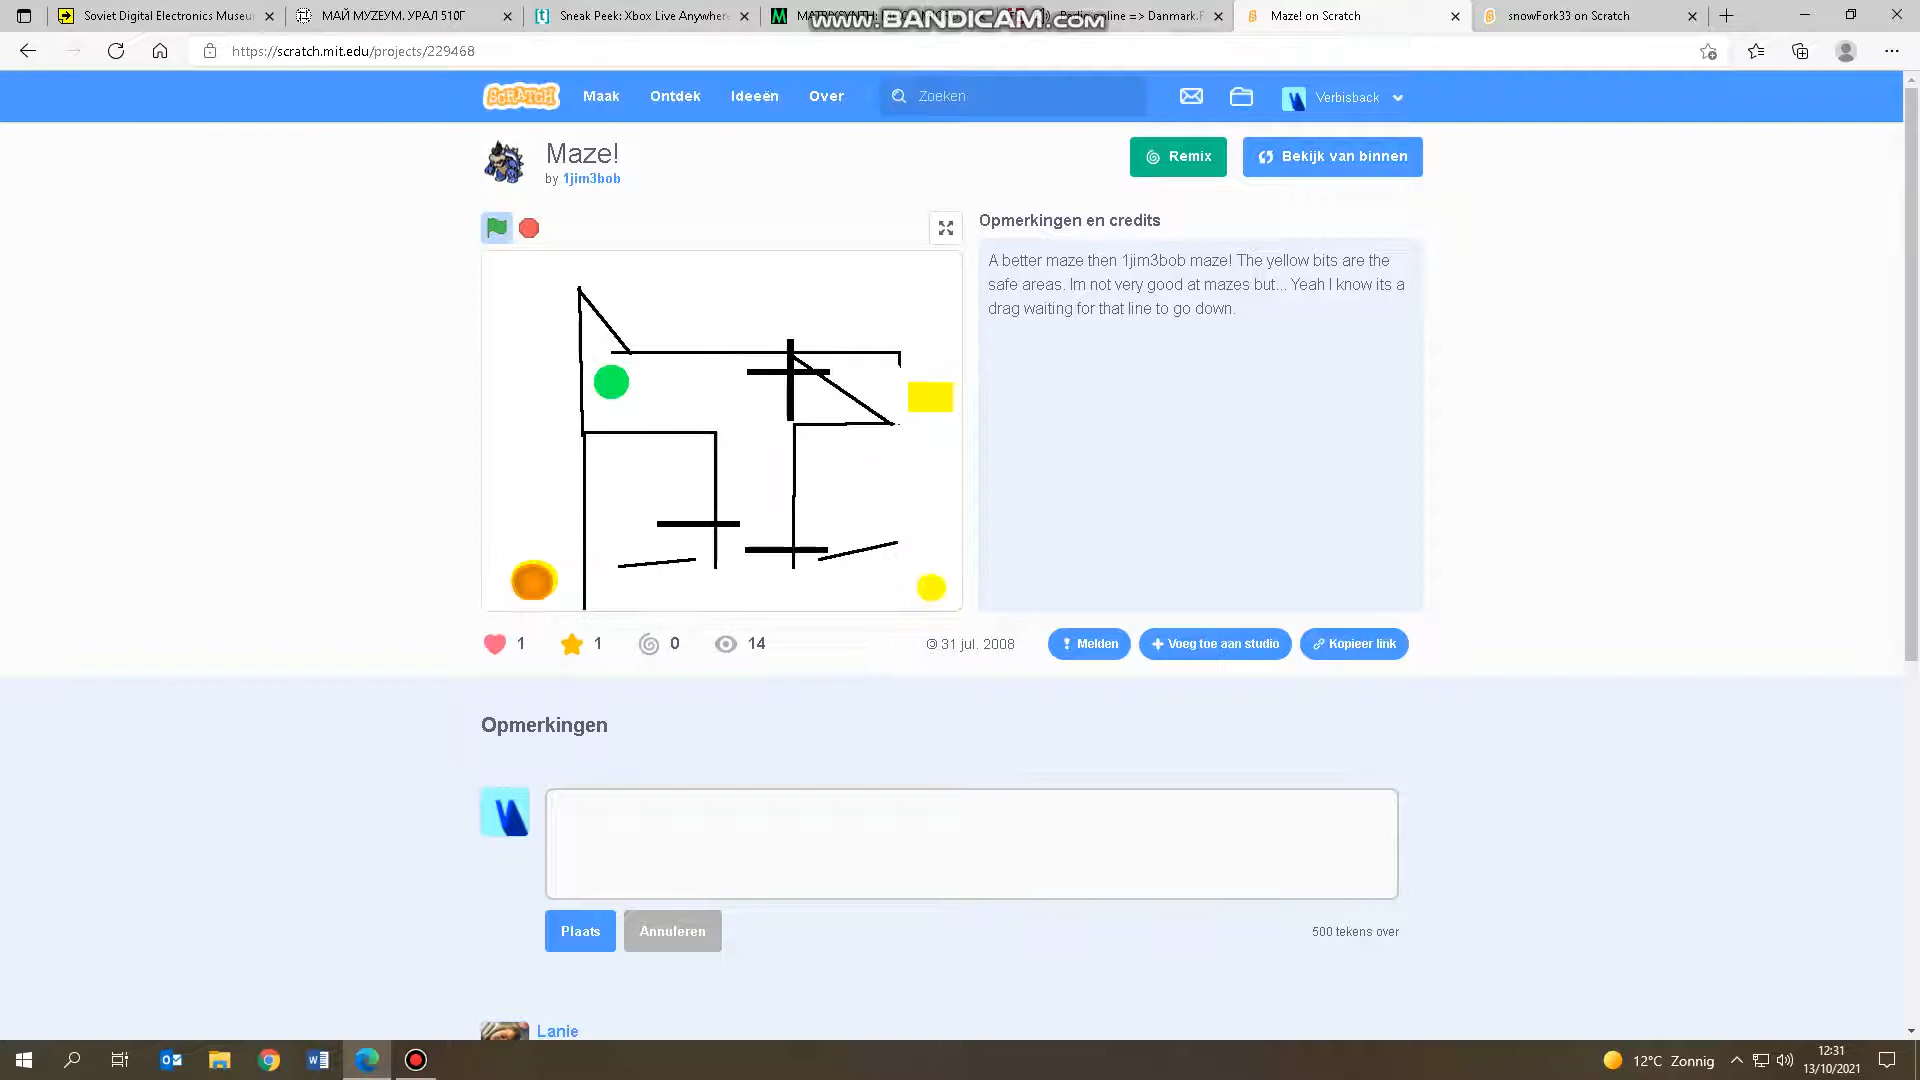 Soviet Digital Electronics Museu
МАЙ МУZЕУМ. УРАЛ 510Г
Sneak Peek: Xbox Live Anywhere
MATRIXSYNTH:
online => Danmark.F
Maze! on Scratch
snowFork33 on Scratch
www.BANDICAM.com
https://scratch.mit.edu/projects/229468
SCRATCH
Maak
Ontdek
Ideeën
Over
Zoeken
Verbisback
Maze!
by 1jim3bob
Remix
Bekijk van binnen
Opmerkingen en credits
A better maze then 1jim3bob maze! The yellow bits are the
safe areas. Im not very good at mazes but... Yeah I know its a
drag waiting for that line to go down.
1
1
0
14
© 31 jul. 2008
Melden
Voeg toe aan studio
Kopieer link
Opmerkingen
Plaats
Annuleren
500 tekens over
Lanie
12°C Zonnig
12:31
13/10/2021